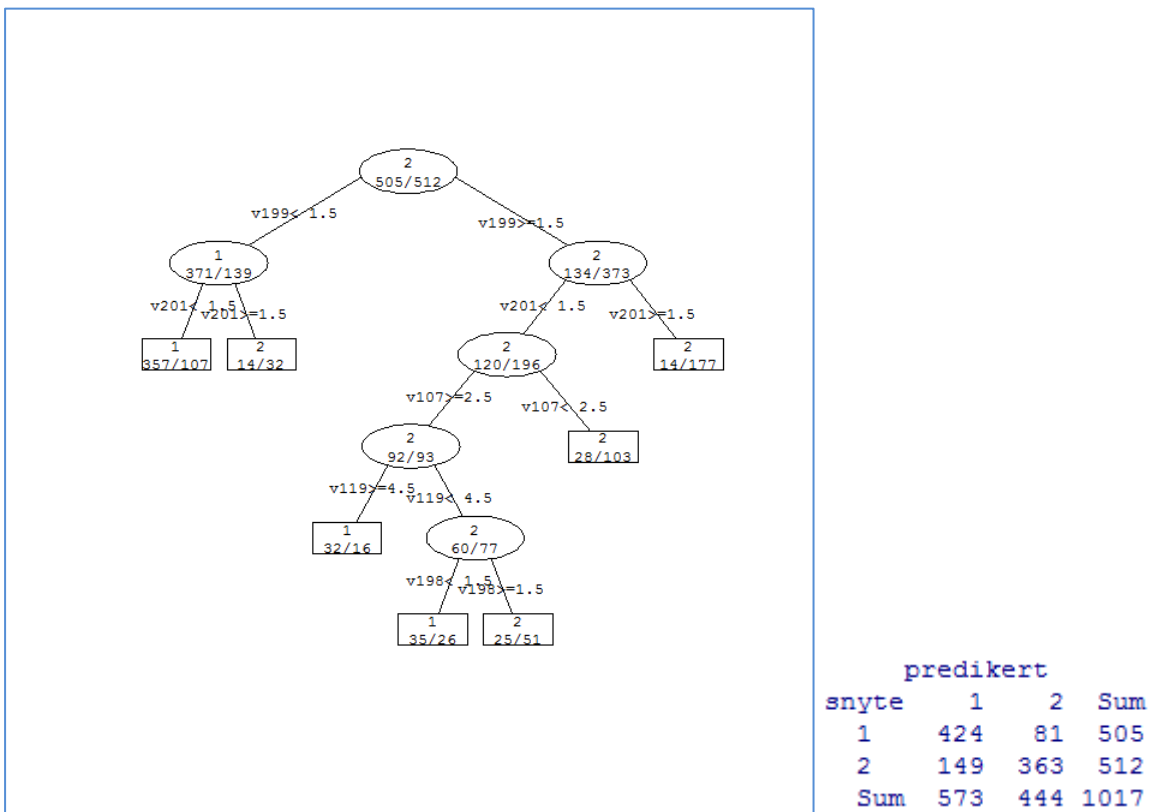 2
505/512
v199< 1.5
v199>=1.5
1
371/139
2
134/373
v201< 1.5
v201>=1.5
v201< 1.5
v201>=1.5
1
357/107
2
14/32
2
120/196
2
14/177
v107>=2.5
v107< 2.5
2
92/93
2
28/103
v119>=4.5
v119< 4.5
1
32/16
2
60/77
v198< 1.5
v198>=1.5
1
35/26
2
25/51
predikert
snyte 1 2 Sum
1 424 81 505
2 149 363 512
Sum 573 444 1017